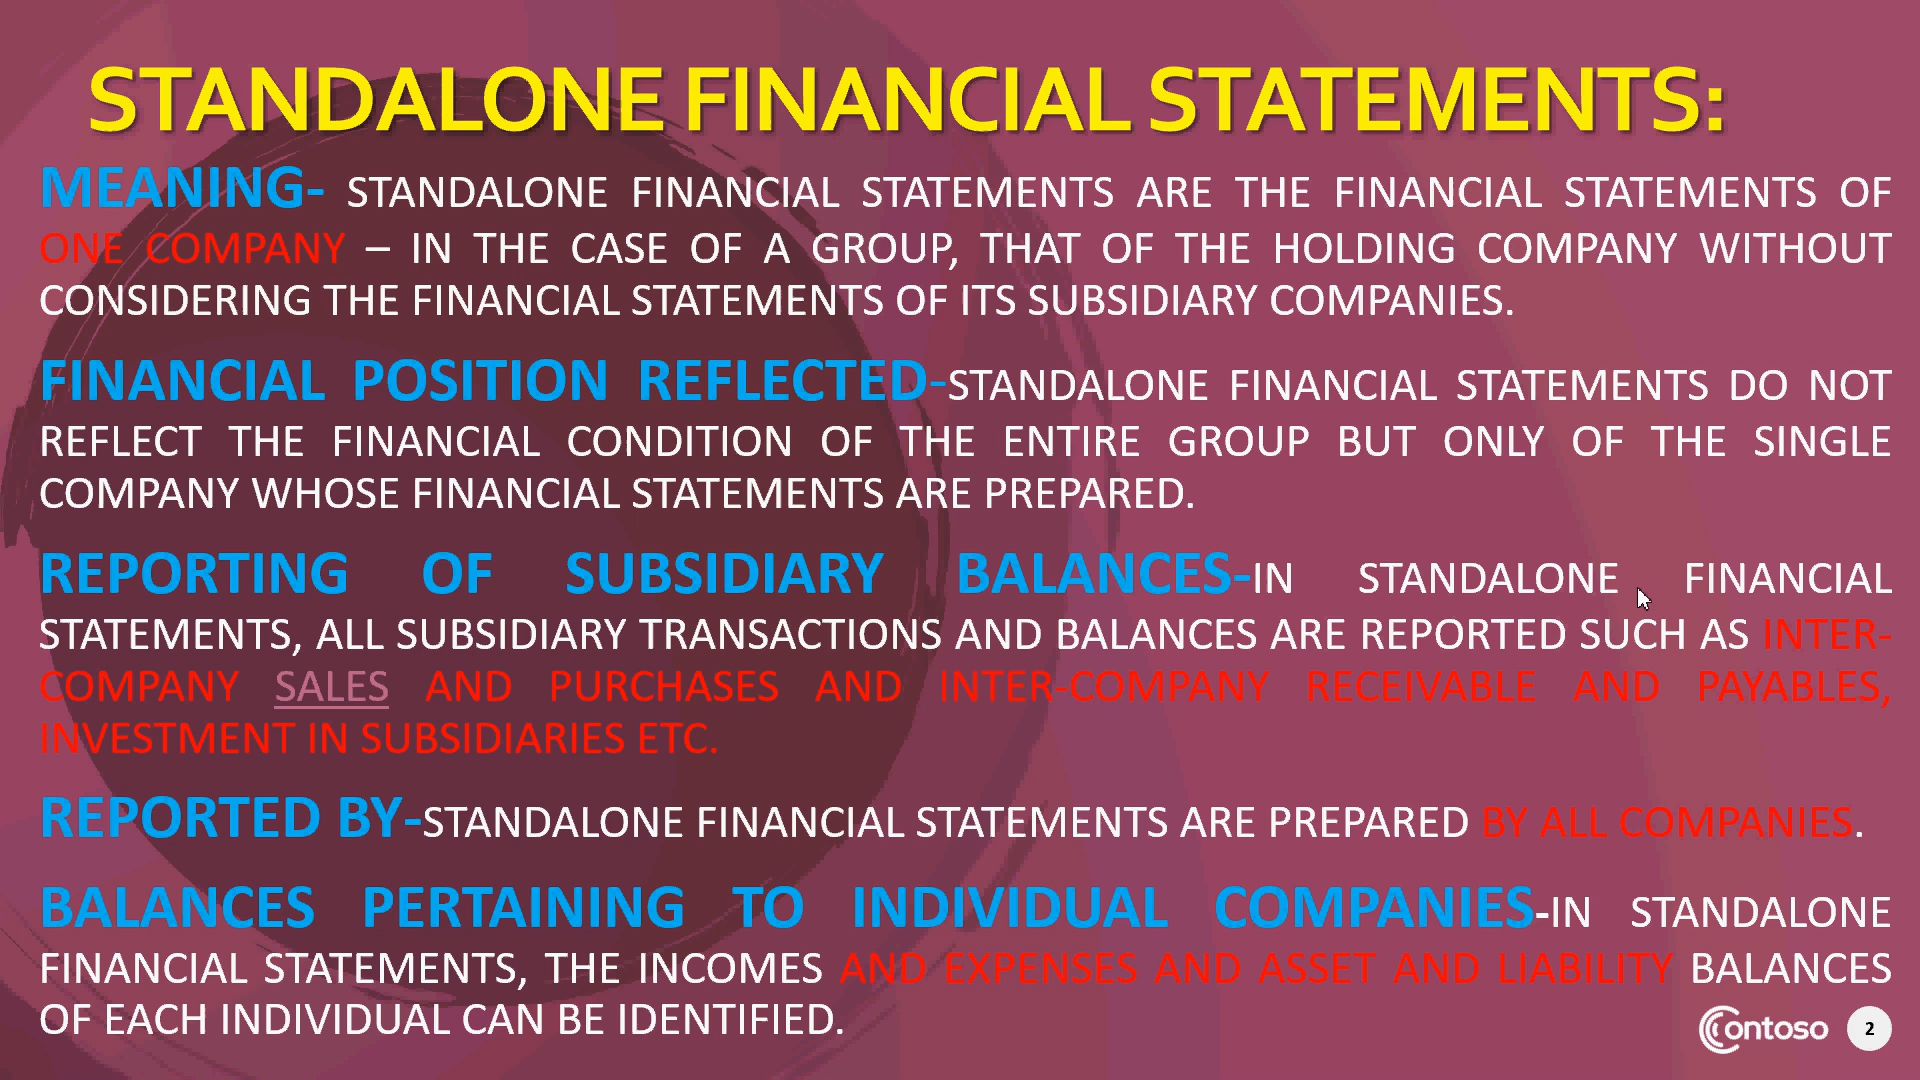 STANDALONE FINANCIAL STATEMENTS:
MEANING- STANDALONE FINANCIAL STATEMENTS ARE THE FINANCIAL STATEMENTS OF
ONE COMPANY – IN THE CASE OF A GROUP, THAT OF THE HOLDING COMPANY WITHOUT
CONSIDERING THE FINANCIAL STATEMENTS OF ITS SUBSIDIARY COMPANIES.
FINANCIAL POSITION REFLECTED-STANDALONE FINANCIAL STATEMENTS DO NOT
REFLECT THE FINANCIAL CONDITION OF THE ENTIRE GROUP BUT ONLY OF THE SINGLE
COMPANY WHOSE FINANCIAL STATEMENTS ARE PREPARED.
REPORTING OF SUBSIDIARY BALANCES-IN STANDALONE FINANCIAL
STATEMENTS, ALL SUBSIDIARY TRANSACTIONS AND BALANCES ARE REPORTED SUCH AS INTER-
COMPANY SALES AND PURCHASES AND INTER-COMPANY RECEIVABLE AND PAYABLES,
INVESTMENT IN SUBSIDIARIES ETC.
REPORTED BY-STANDALONE FINANCIAL STATEMENTS ARE PREPARED BY ALL COMPANIES.
BALANCES PERTAINING TO INDIVIDUAL COMPANIES-IN STANDALONE
FINANCIAL STATEMENTS, THE INCOMES AND EXPENSES AND ASSET AND LIABILITY BALANCES
OF EACH INDIVIDUAL CAN BE IDENTIFIED.
Contoso 2